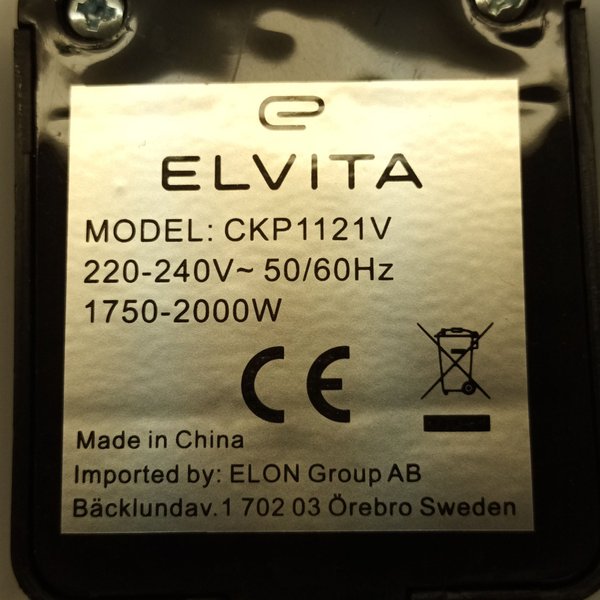 ELVITA
MODEL: CKP1121V
220-240V~ 50/60Hz
1750-2000W
CE
Made in China
Imported by: ELON Group AB
Bäcklundav.1 702 03 Örebro Sweden